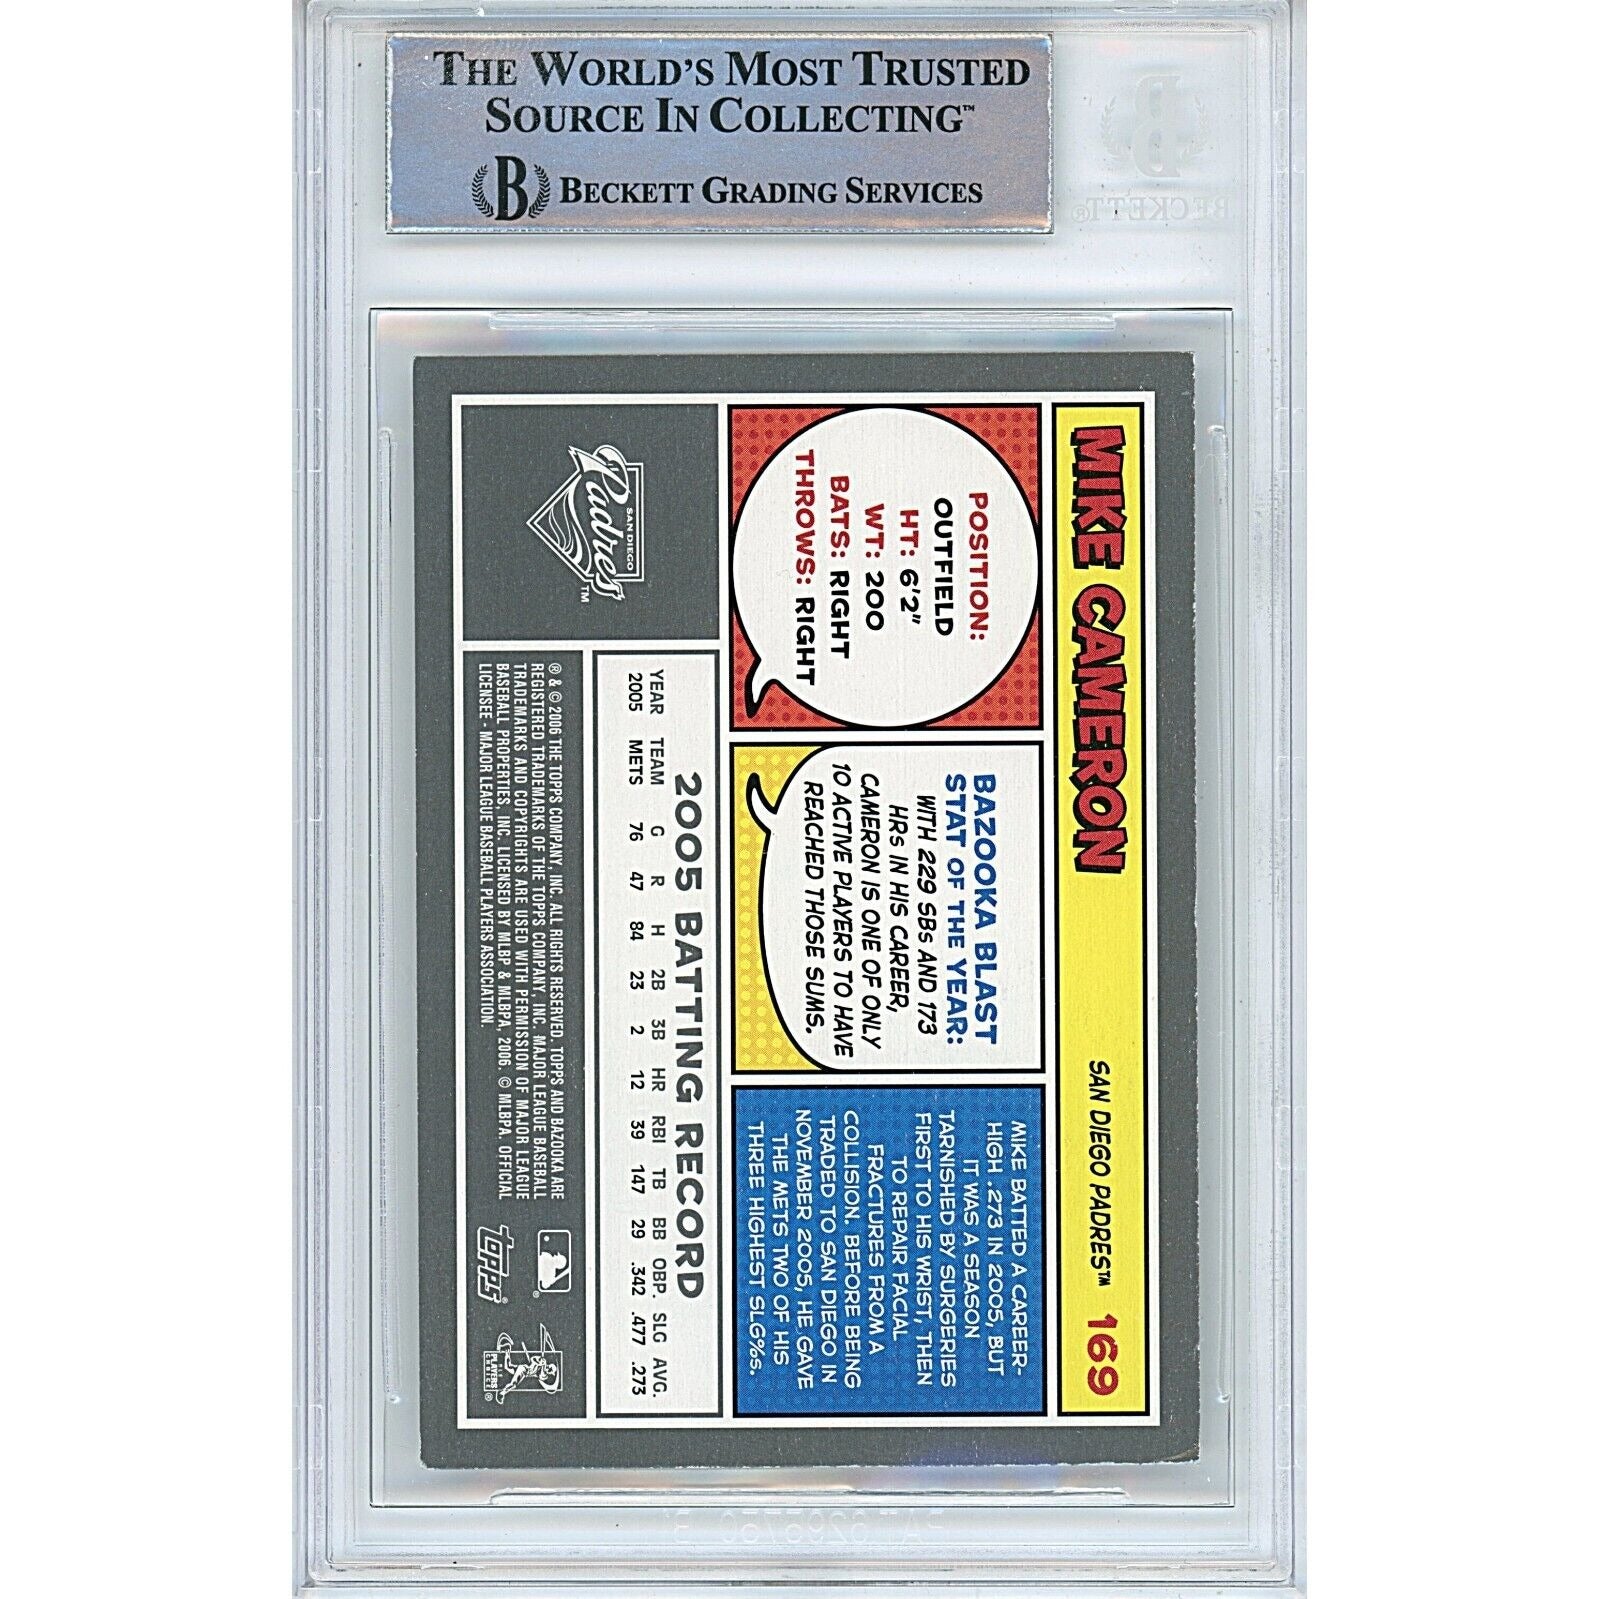 THE WORLD'S MOST TRUSTED
SOURCE IN COLLECTING™
B BECKETT GRADING SERVICES
B
BECKETT®
MIKE CAMERON SAN DIEGO PADRES™ 169
POSITION:
OUTFIELD
HT: 6'2"
WT: 200
BATS: RIGHT
THROWS: RIGHT
BAZOOKA BLAST
STAT OF THE YEAR:
WITH 229 SBs AND 173
HRs IN HIS CAREER,
CAMERON IS ONE OF ONLY
10 ACTIVE PLAYERS TO HAVE
REACHED THOSE SUMS.
MIKE BATTED A CAREER-
HIGH .273 IN 2005, BUT
IT WAS A SEASON
TARNISHED BY SURGERIES
FIRST TO HIS WRIST, THEN
TO REPAIR FACIAL
FRACTURES FROM A
COLLISION. BEFORE BEING
TRADED TO SAN DIEGO IN
NOVEMBER 2005, HE GAVE
THE METS TWO OF HIS
THREE HIGHEST SLG%S.
SAN DIEGO
Padres™
2005 BATTING RECORD
YEAR TEAM G R H 2B 3B HR RBI TB BB OBP. SLG AVG.
2005 METS 76 47 84 23 2 12 39 147 29 .342 .477 .273
® & © 2006 THE TOPPS COMPANY, INC. ALL RIGHTS RESERVED. TOPPS AND BAZOOKA ARE
REGISTERED TRADEMARKS OF THE TOPPS COMPANY, INC. MAJOR LEAGUE BASEBALL
TRADEMARKS AND COPYRIGHTS ARE USED WITH PERMISSION OF MAJOR LEAGUE
BASEBALL PROPERTIES, INC. LICENSED BY MLBP & MLBPA, 2006. © MLBPA. OFFICIAL
LICENSEE - MAJOR LEAGUE BASEBALL PLAYERS ASSOCIATION.
®
topps®
PLAYERS
CHOICE ®